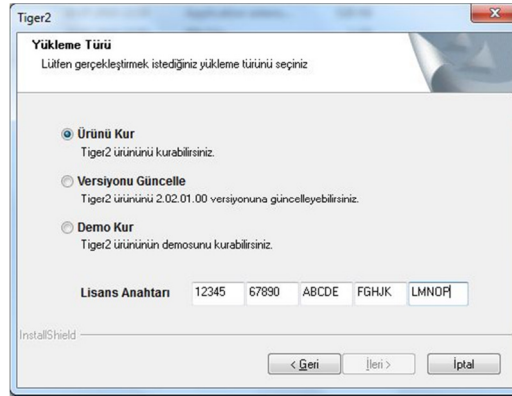 Tiger2
Yükleme Türü
Lütfen gerçekleştirmek istediğiniz yükleme türünü seçiniz
Ürünü Kur
Tiger2 ürününü kurabilirsiniz.
Versiyonu Güncelle
Tiger2 ürününü 2.02.01.00 versiyonuna güncelleyebilirsiniz.
Demo Kur
Tiger2 ürününün demosunu kurabilirsiniz.
Lisans Anahtarı 12345 67890 ABCDE FGHJK LMNOP
InstallShield
< Geri İleri > İptal